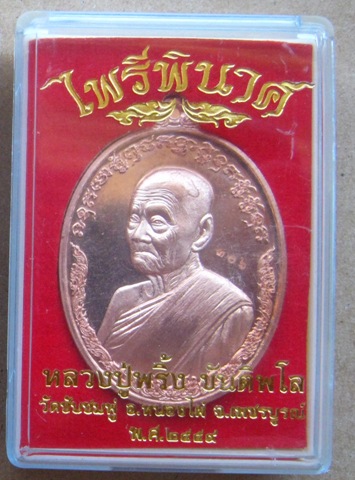 ไพรีพินาศ
หลวงปู่พริ้ง ขันติพโล
วัดซับชมพู่ อ.หนองไผ่ จ.เพชรบูรณ์
พ.ศ.๒๕๕๙